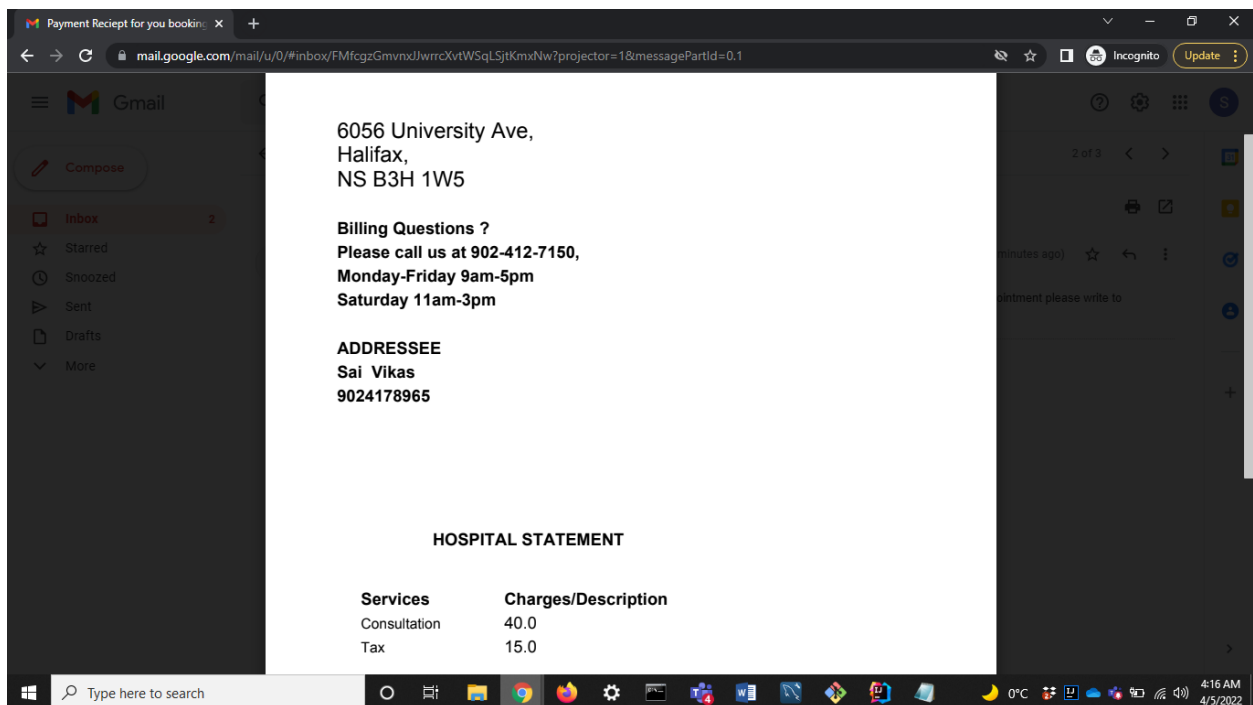 Payment Reciept for you booking
mail.google.com/mail/u/0/#inbox/FMfcgzGmvnxJJwrrcXvtWSqLSjtKmxNw?projector=1&messagePartId=0.1
Incognito
Update
Gmail
S
6056 University Ave,
Halifax,
NS B3H 1W5
Compose
2 of 3
Inbox 2
Starred
Snoozed
Sent
Drafts
More
minutes ago)
ointment please write to
Billing Questions ?
Please call us at 902-412-7150,
Monday-Friday 9am-5pm
Saturday 11am-3pm
ADDRESSEE
Sai Vikas
9024178965
HOSPITAL STATEMENT
Services Charges/Description
Consultation 40.0
Tax 15.0
Type here to search
0°C
4:16 AM
4/5/2022